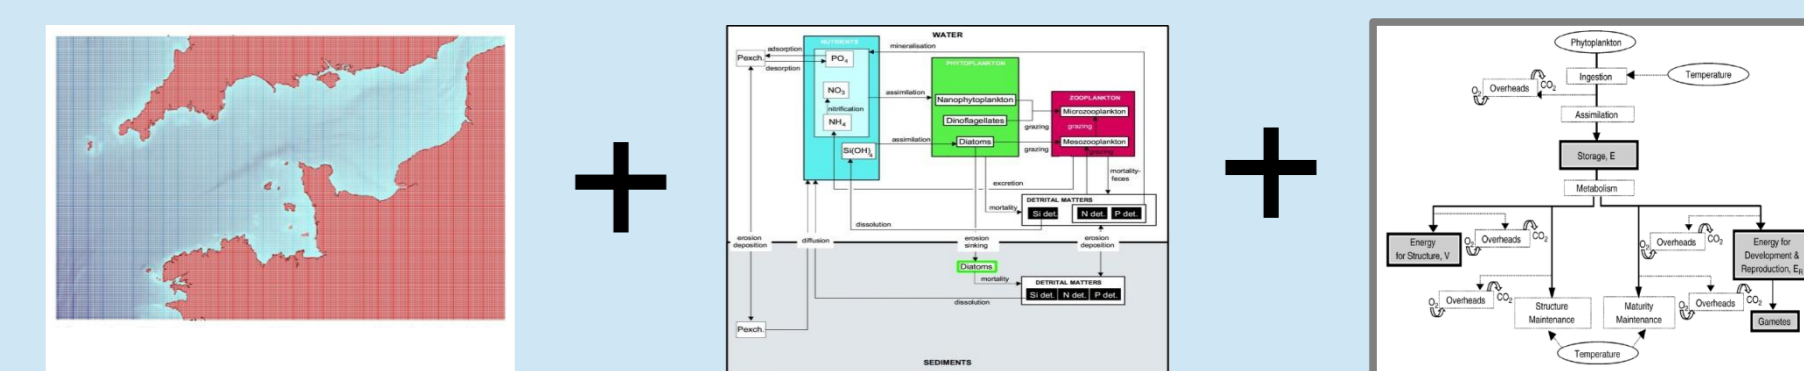 WATER
NUTRIENTS
mineralisation
adsorption
Pexch.
desorption
PO4
NO3
nitrification
NH4
Si(OH)4
assimilation
assimilation
PHYTOPLANKTON
Nanophytoplankton
Dinoflagellates
Diatoms
ZOOPLANKTON
Microzooplankton
grazing
grazing
Mesozooplankton
grazing
grazing
excretion
mortality-
feces
DETRITAL MATTERS
mortality
Si det.
N det.
P det.
dissolution
erosion
deposition
diffusion
erosion
sinking
erosion
deposition
Diatoms
mortality
DETRITAL MATTERS
Si det.
N det.
P det.
dissolution
Pexch.
SEDIMENTS
Phytoplankton
Ingestion
Temperature
O2
Overheads
CO2
Assimilation
Storage, E
Metabolism
Energy
for Structure, V
O2
Overheads
CO2
O2
Overheads
CO2
Energy for
Development &
Reproduction, ER
O2
Overheads
CO2
Structure
Maintenance
Maturity
Maintenance
O2
Overheads
CO2
Gametes
Temperature